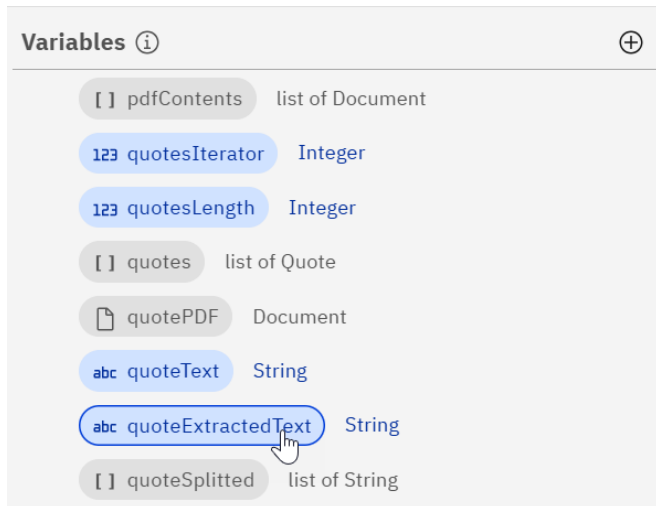 Variables
[ ] pdfContents list of Document
123 quotesIterator Integer
123 quotesLength Integer
[ ] quotes list of Quote
quotePDF Document
abc quoteText String
abc quoteExtractedText String
[ ] quoteSplitted list of String